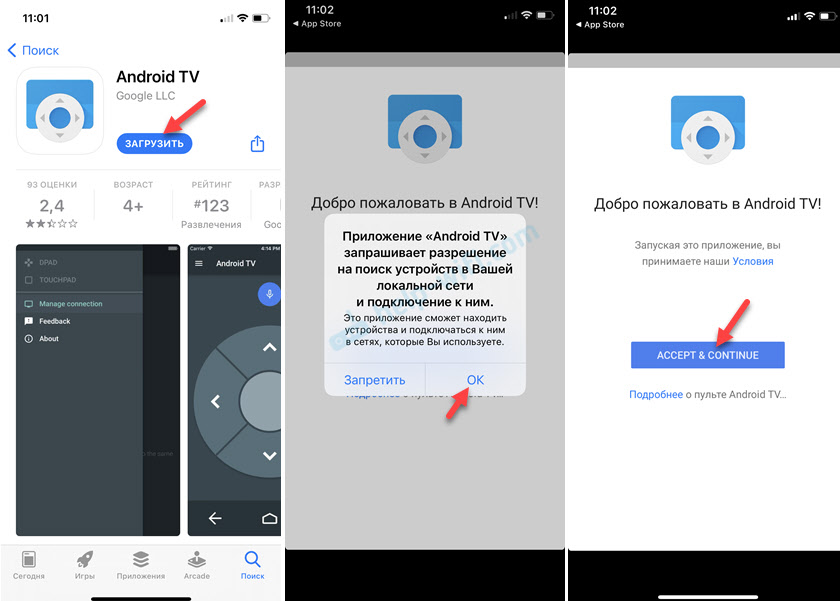 11:01
Поиск
Android TV
Google LLC
ЗАГРУЗИТЬ
93 ОЦЕНКИ
ВОЗРАСТ
РЕЙТИНГ
РАЗР
2,4
4+
#123
Развлечения
Goo
DPAD
TOUCHPAD
Manage connection
Feedback
About
o the same
Carrier
4:14 PM
Android TV
Сегодня
Игры
Приложения
Arcade
Поиск
11:02
App Store
Добро пожаловать в Android TV!
Приложение «Android TV»
запрашивает разрешение
на поиск устройств в Вашей
локальной сети
и подключение к ним.
Это приложение сможет находить
устройства и подключаться к ним
в сетях, которые Вы используете.
Запретить
OK
11:02
App Store
Добро пожаловать в Android TV!
Запуская это приложение, вы
принимаете наши Условия
ACCEPT & CONTINUE
Подробнее о пульте Android TV...